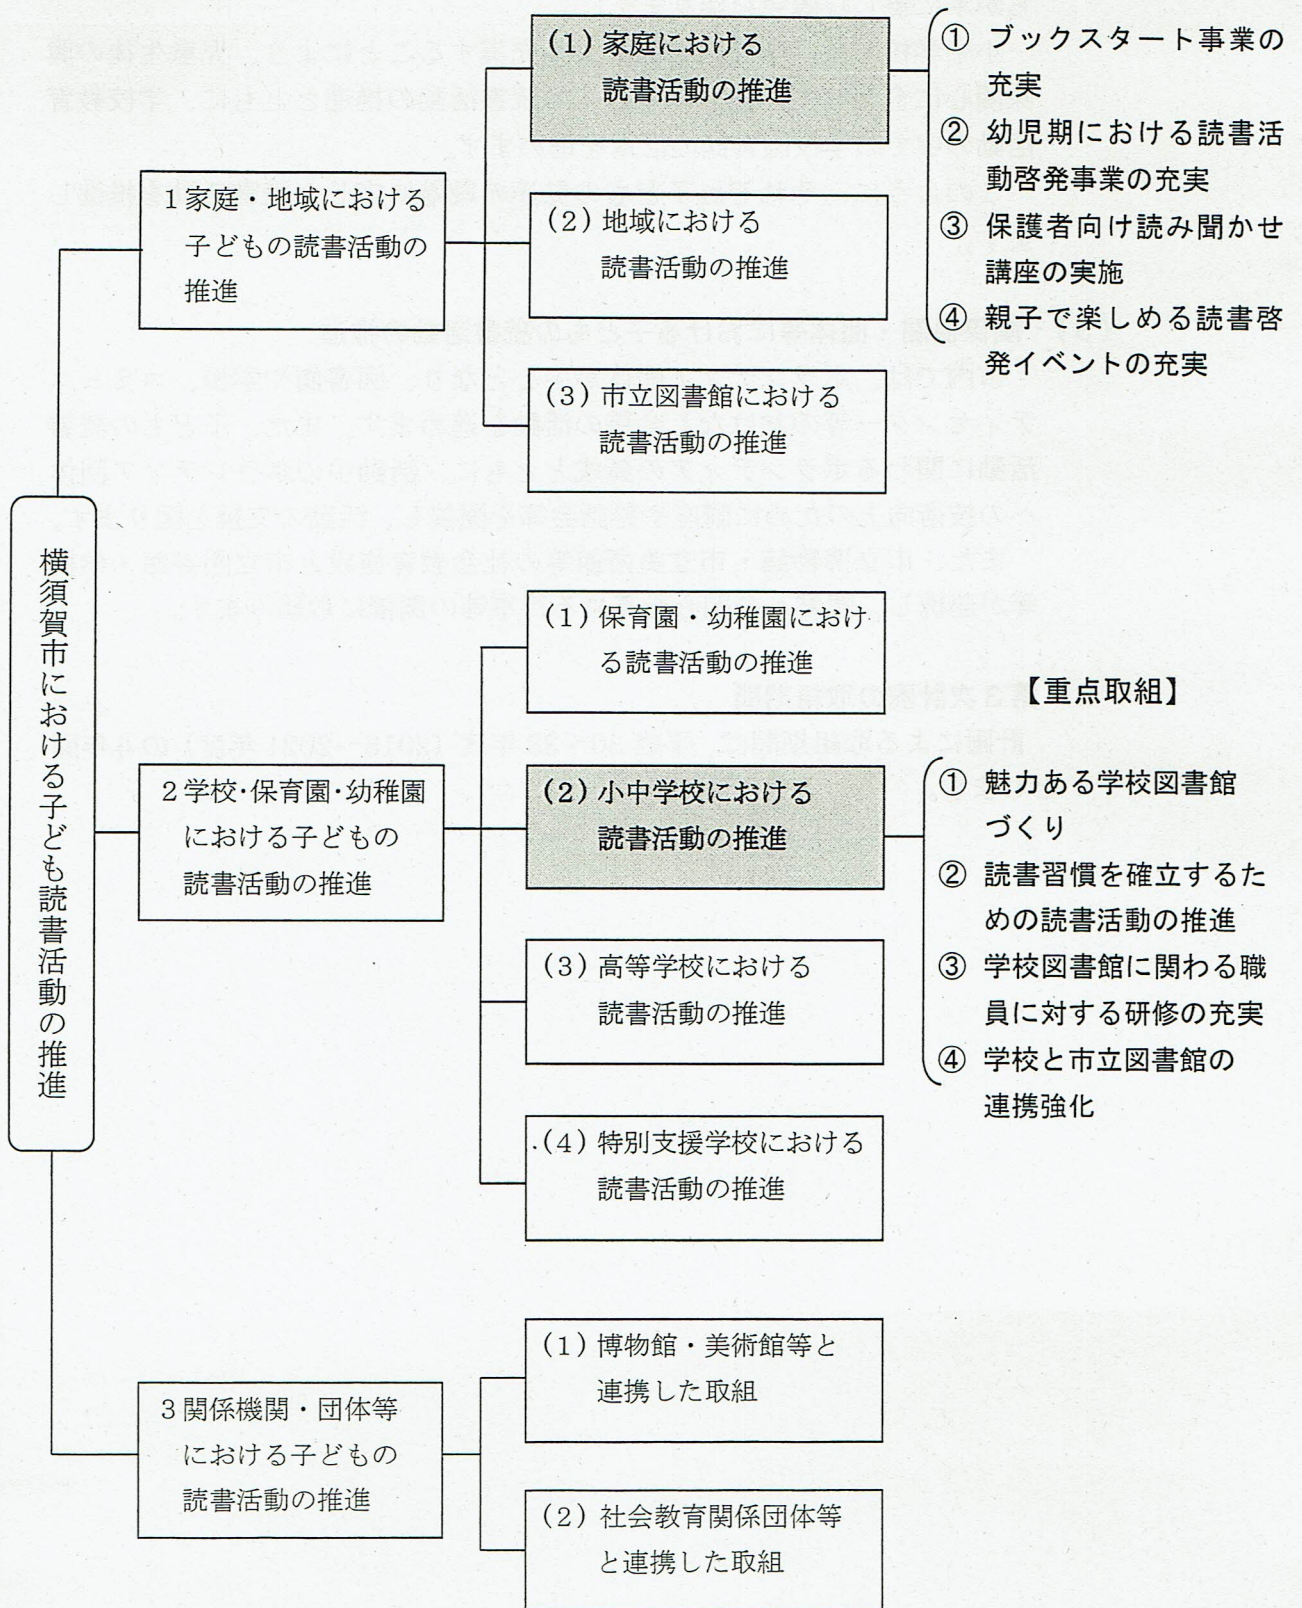 横須賀市における子ども読書活動の推進
1家庭・地域における
子どもの読書活動の
推進
(1)家庭における
読書活動の推進
① ブックスタート事業の
充実
② 幼児期における読書活
動啓発事業の充実
③ 保護者向け読み聞かせ
講座の実施
④ 親子で楽しめる読書啓
発イベントの充実
(2)地域における
読書活動の推進
(3)市立図書館における
読書活動の推進
2学校・保育園・幼稚園
における子どもの
読書活動の推進
(1)保育園・幼稚園におけ
る読書活動の推進
【重点取組】
(2)小中学校における
読書活動の推進
① 魅力ある学校図書館
づくり
② 読書習慣を確立するた
めの読書活動の推進
③ 学校図書館に関わる職
員に対する研修の充実
④ 学校と市立図書館の
連携強化
(3)高等学校における
読書活動の推進
(4)特別支援学校における
読書活動の推進
3関係機関・団体等
における子どもの
読書活動の推進
(1)博物館・美術館等と
連携した取組
(2)社会教育関係団体等
と連携した取組